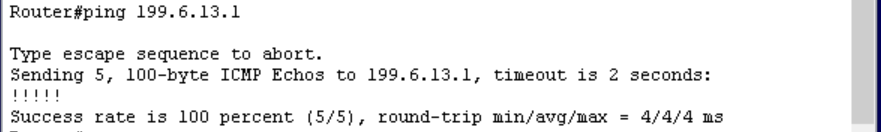 Router#ping 199.6.13.1
Type escape sequence to abort.
Sending 5, 100-byte ICMP Echos to 199.6.13.1, timeout is 2 seconds:
!!!!!
Success rate is 100 percent (5/5), round-trip min/avg/max = 4/4/4 ms